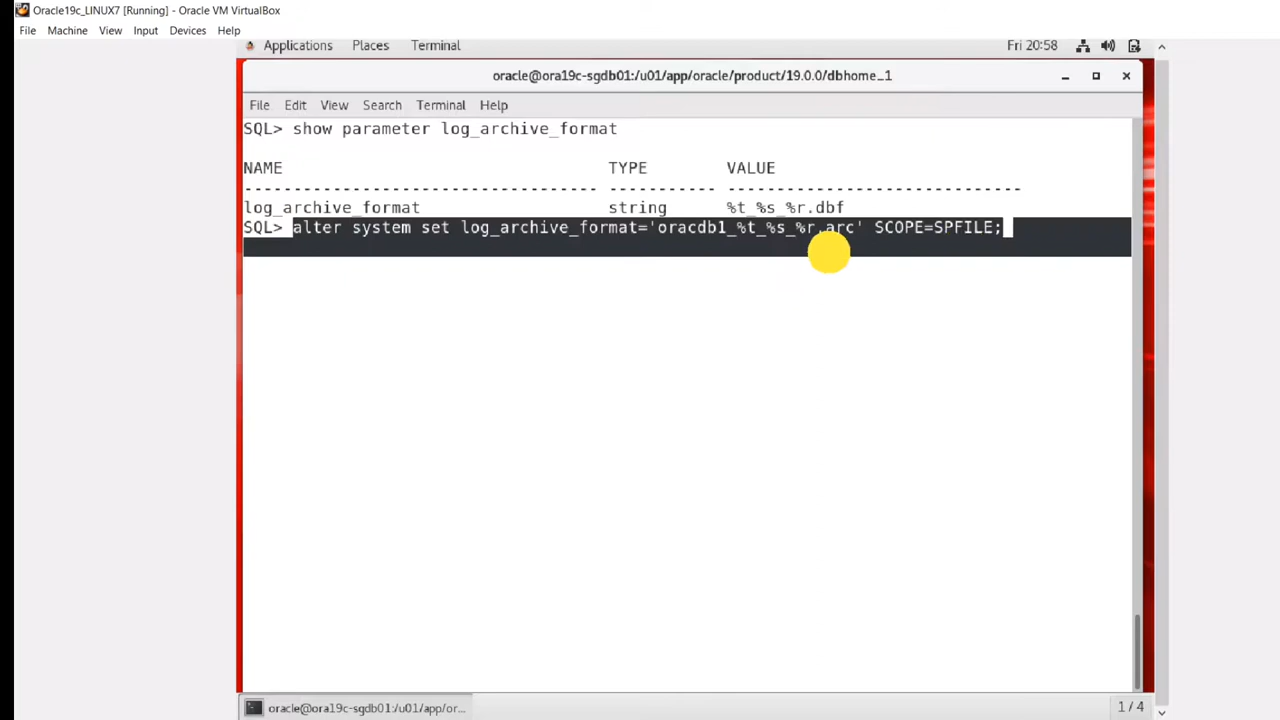 Oracle19c_LINUX7 [Running] - Oracle VM VirtualBox
File Machine View Input Devices Help
Applications Places Terminal Fri 20:58
oracle@ora19c-sgdb01:/u01/app/oracle/product/19.0.0/dbhome_1
File Edit View Search Terminal Help
SQL> show parameter log_archive_format
NAME TYPE VALUE
------------------------------------ ----------- ------------------------------
log_archive_format string %t_%s_%r.dbf
SQL> alter system set log_archive_format='oracdb1_%t_%s_%r.arc' SCOPE=SPFILE;
oracle@ora19c-sgdb01:/u01/app/or...
1 / 4